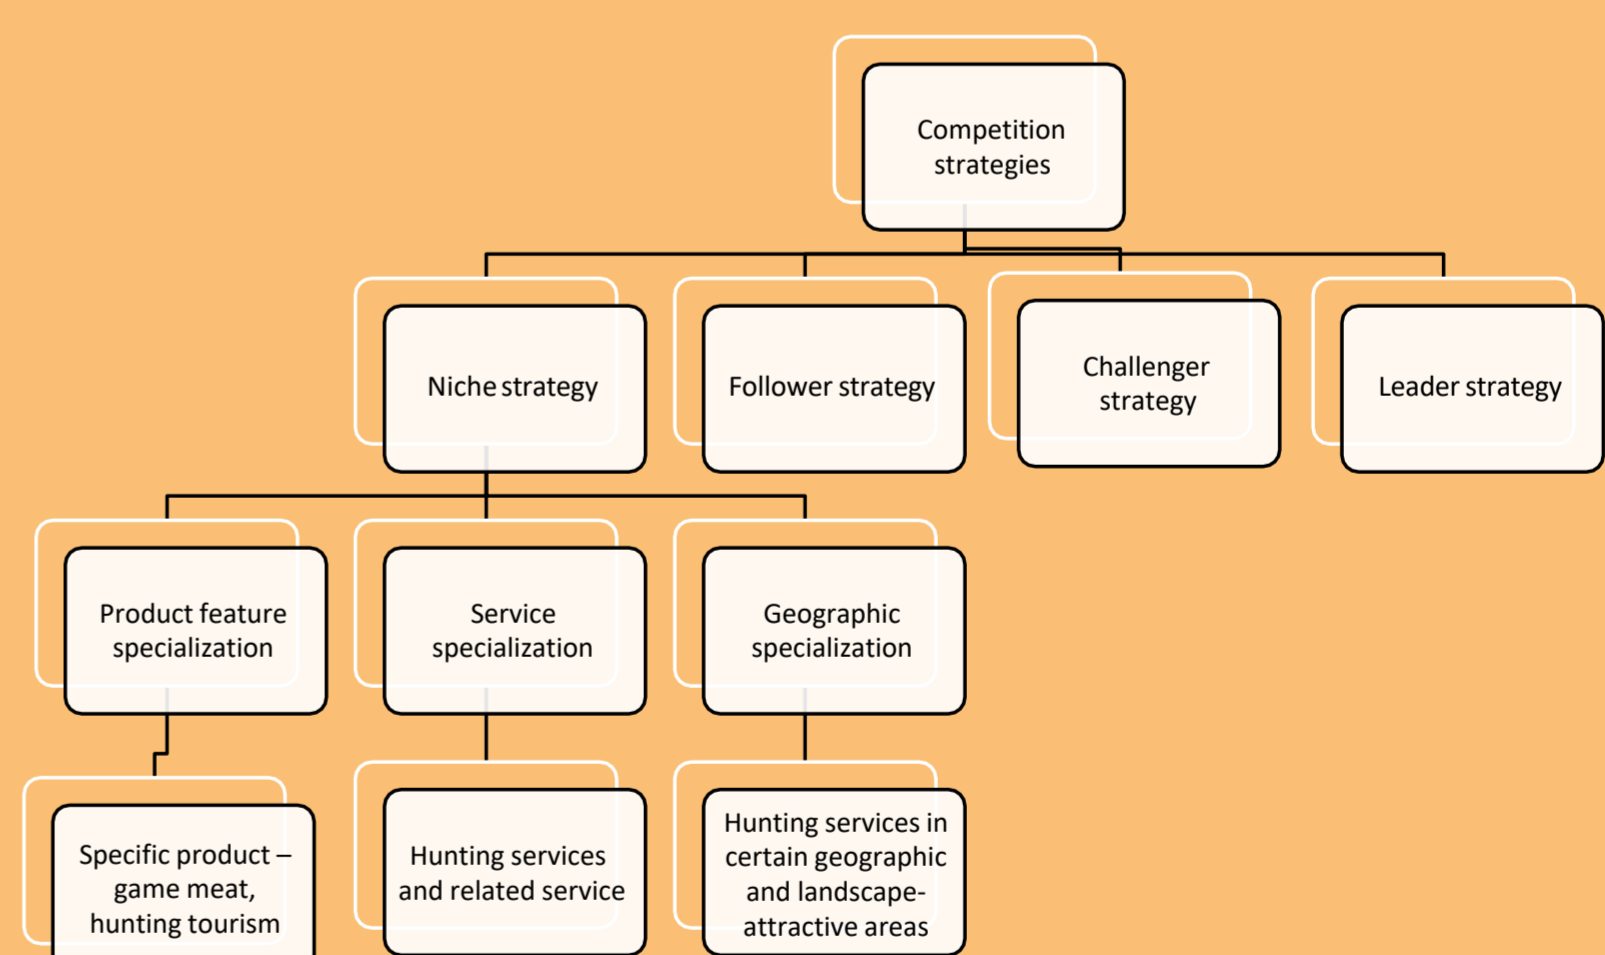 Competition
strategies
Niche strategy
Follower strategy
Challenger
strategy
Leader strategy
Product feature
specialization
Service
specialization
Geographic
specialization
Specific product –
game meat,
hunting tourism
Hunting services
and related service
Hunting services in
certain geographic
and landscape-
attractive areas